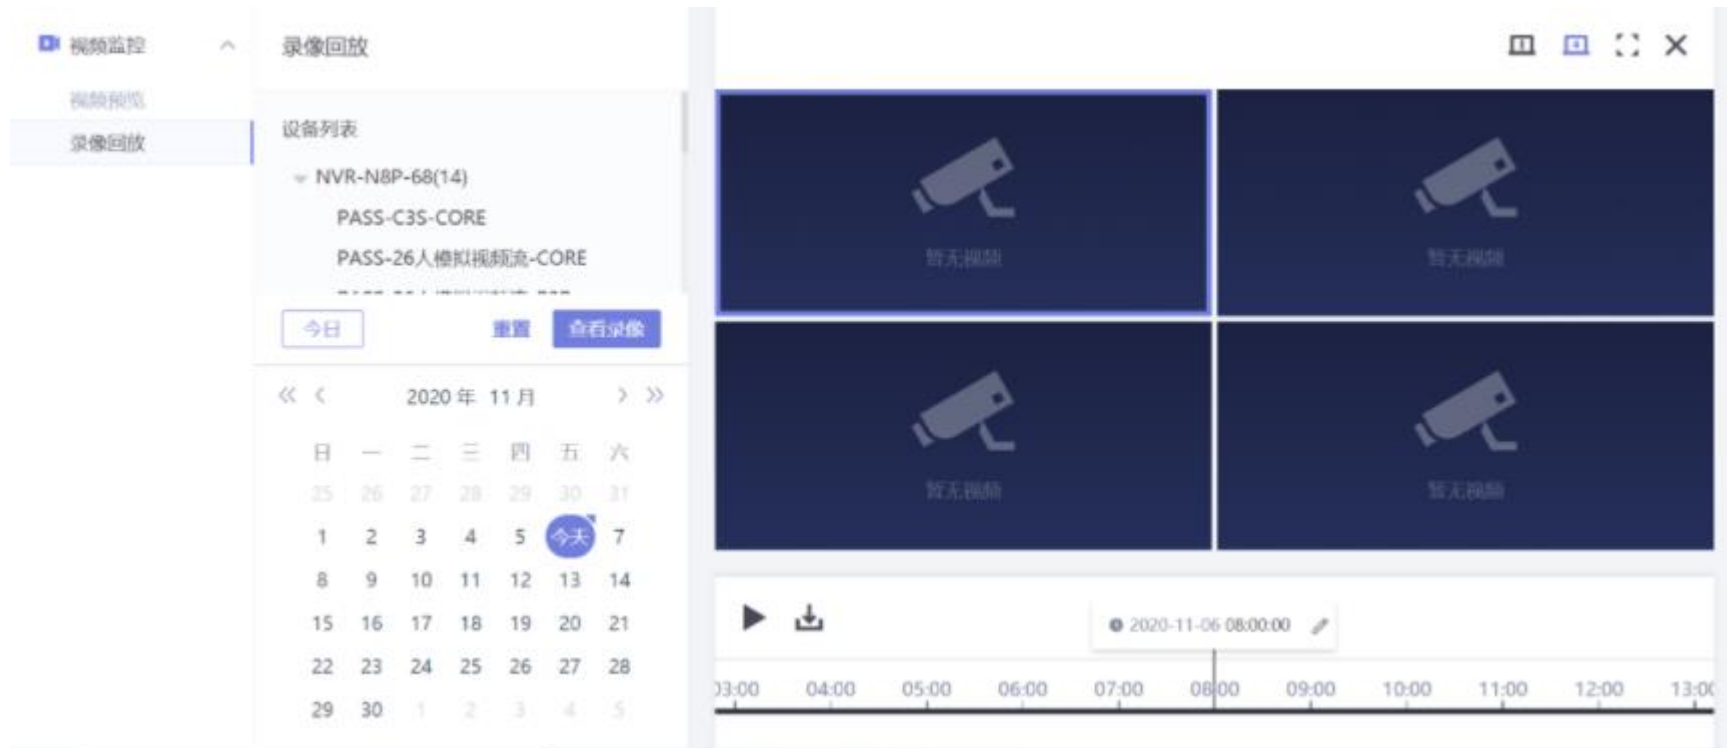 视频监控
视频预览
录像回放
录像回放
设备列表
NVR-N8P-68(14)
PASS-C3S-CORE
PASS-26人模拟视频流-CORE
今日 重置 查看录像
« < 2020 年 11 月 > »
日 一 二 三 四 五 六
25 26 27 28 29 30 31
1 2 3 4 5 今天 7
8 9 10 11 12 13 14
15 16 17 18 19 20 21
22 23 24 25 26 27 28
29 30 1 2 3 4 5
暂无视频 暂无视频
暂无视频 暂无视频
2020-11-06 08:00:00
03:00 04:00 05:00 06:00 07:00 08:00 09:00 10:00 11:00 12:00 13:00